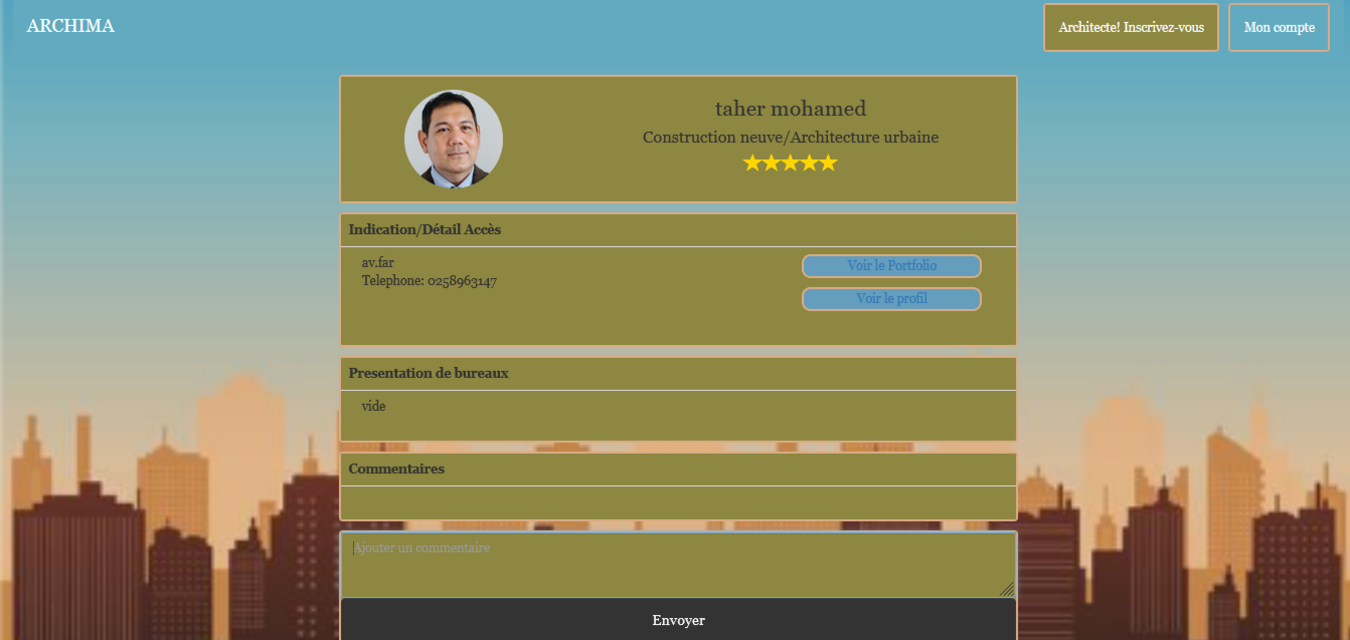 ARCHIMA
Architecte! Inscrivez-vous
Mon compte
taher mohamed
Construction neuve/Architecture urbaine
Indication/Détail Accès
av.far
Telephone: 0258963147
Voir le Portfolio
Voir le profil
Presentation de bureaux
vide
Commentaires
Ajouter un commentaire
Envoyer